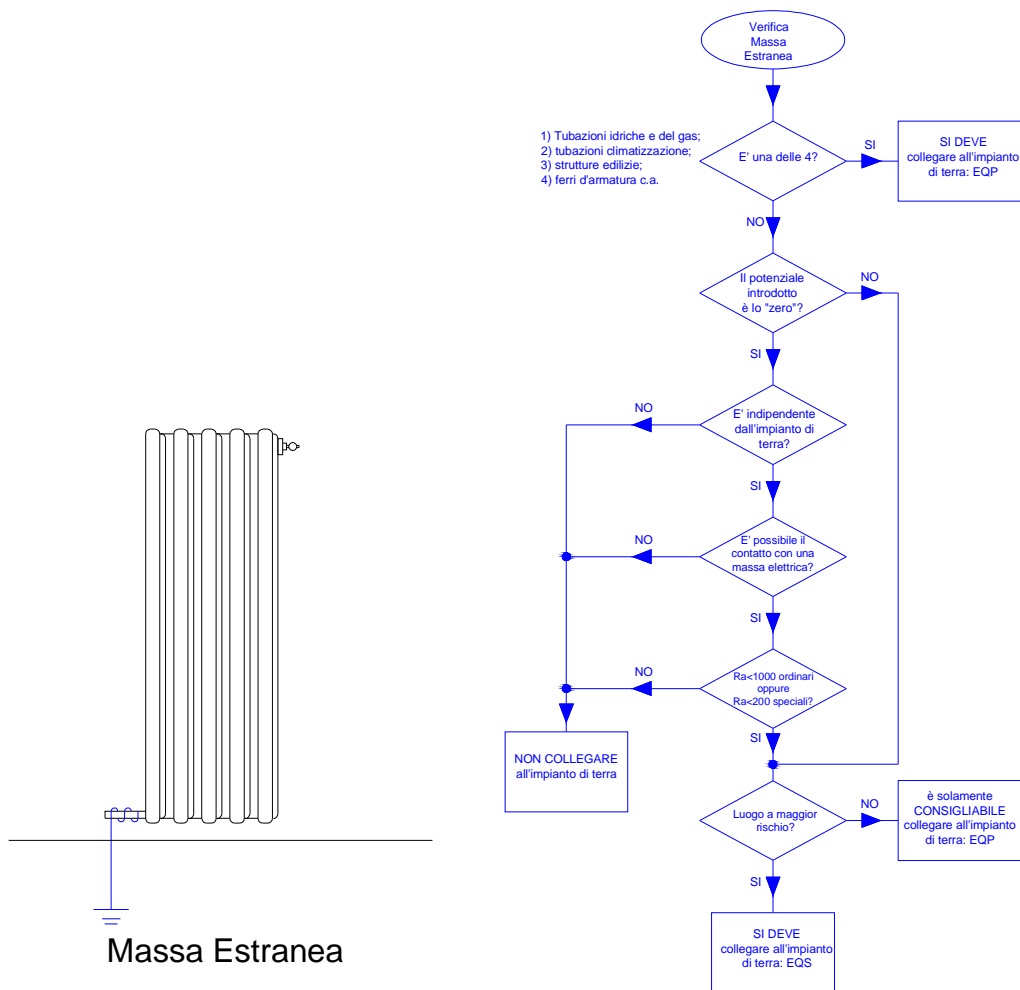 Verifica
Massa
Estranea
1) Tubazioni idriche e del gas;
2) tubazioni climatizzazione;
3) strutture edilizie;
4) ferri d'armatura c.a.
E' una delle 4?
SI
SI DEVE
collegare all'impianto
di terra: EQP
NO
Il potenziale
introdotto
è lo "zero"?
NO
SI
E' indipendente
dall'impianto di
terra?
NO
SI
E' possibile il
contatto con una
massa elettrica?
NO
SI
Ra<1000 ordinari
oppure
Ra<200 speciali?
NO
SI
NON COLLEGARE
all'impianto di terra
Luogo a maggior
rischio?
NO
è solamente
CONSIGLIABILE
collegare all'impianto
di terra: EQP
SI
SI DEVE
collegare all'impianto
di terra: EQS
Massa Estranea